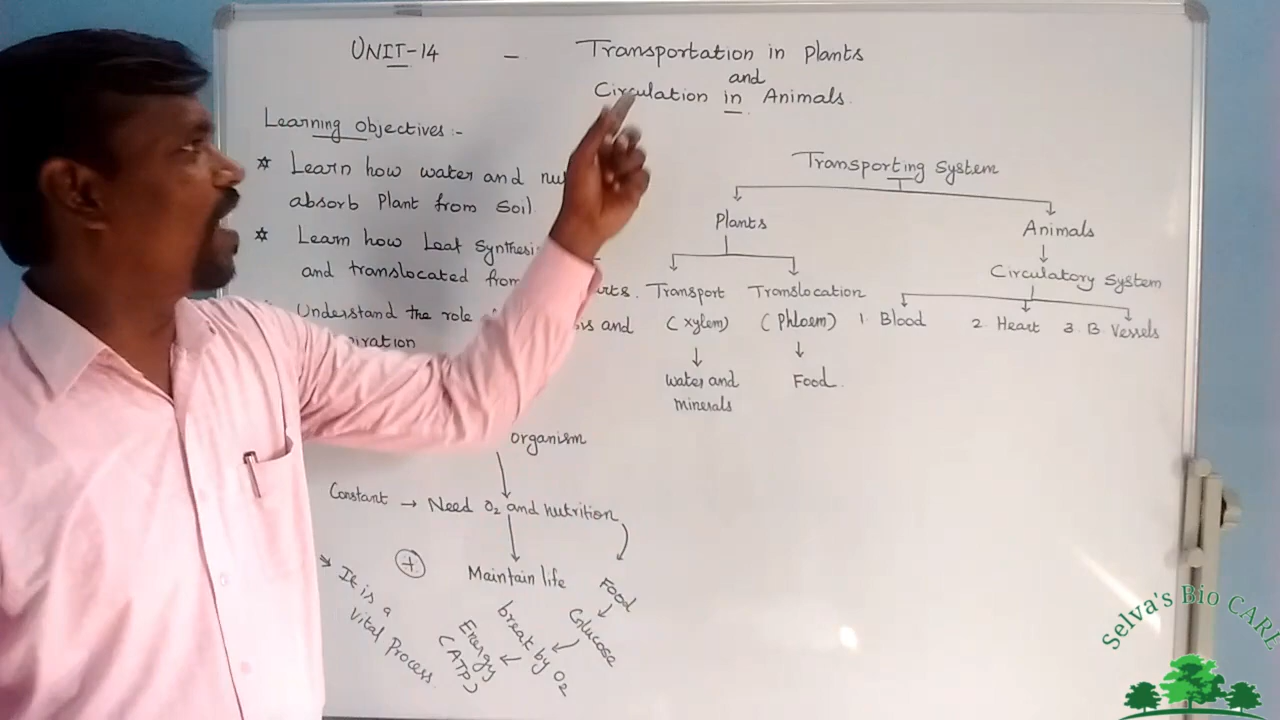 UNIT-14 - Transportation in plants
and
Circulation in Animals.
Learning objectives :-
* Learn how water and
absorb Plant from Soil.
* Learn how Leaf
and translocated from
Understand the role
and
Transporting System
Plants
Animals
Circulatory System
Transport
Translocation
(xylem)
(Phloem)
1. Blood
2. Heart
3. B. Vessels
water and
minerals
Food.
organism
Constant → Need O₂ and nutrition
+
Maintain life
Food
Glucose
break by O₂
Energy
(ATP)
It is a
vital Process.
Selva's Bio CARE